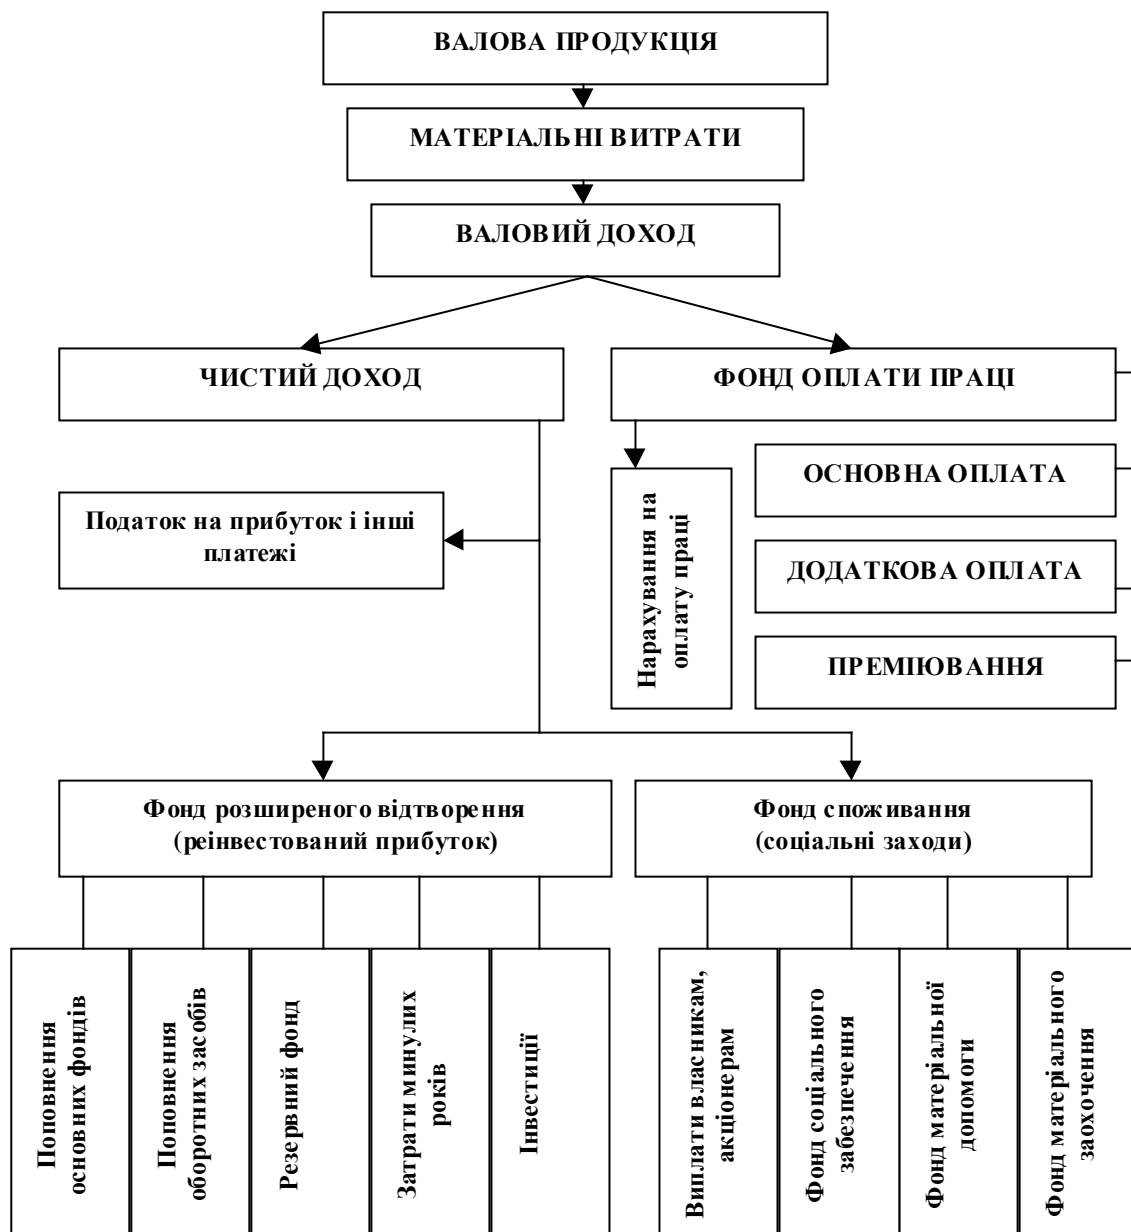 ВАЛОВА ПРОДУКЦІЯ
МАТЕРІАЛЬНІ ВИТРАТИ
ВАЛОВИЙ ДОХОД
ЧИСТИЙ ДОХОД
ФОНД ОПЛАТИ ПРАЦІ
Податок на прибуток і інші
платежі
Нарахування на
оплату праці
ОСНОВНА ОПЛАТА
ДОДАТКОВА ОПЛАТА
ПРЕМІЮВАННЯ
Фонд розширеного відтворення
(реінвестований прибуток)
Фонд споживання
(соціальні заходи)
Поповнення
основних фондів
Поповнення
оборотних засобів
Резервний фонд
Затрати минулих
років
Інвестиції
Виплати власникам,
акціонерам
Фонд соціального
забезпечення
Фонд матеріальної
допомоги
Фонд матеріального
заохочення